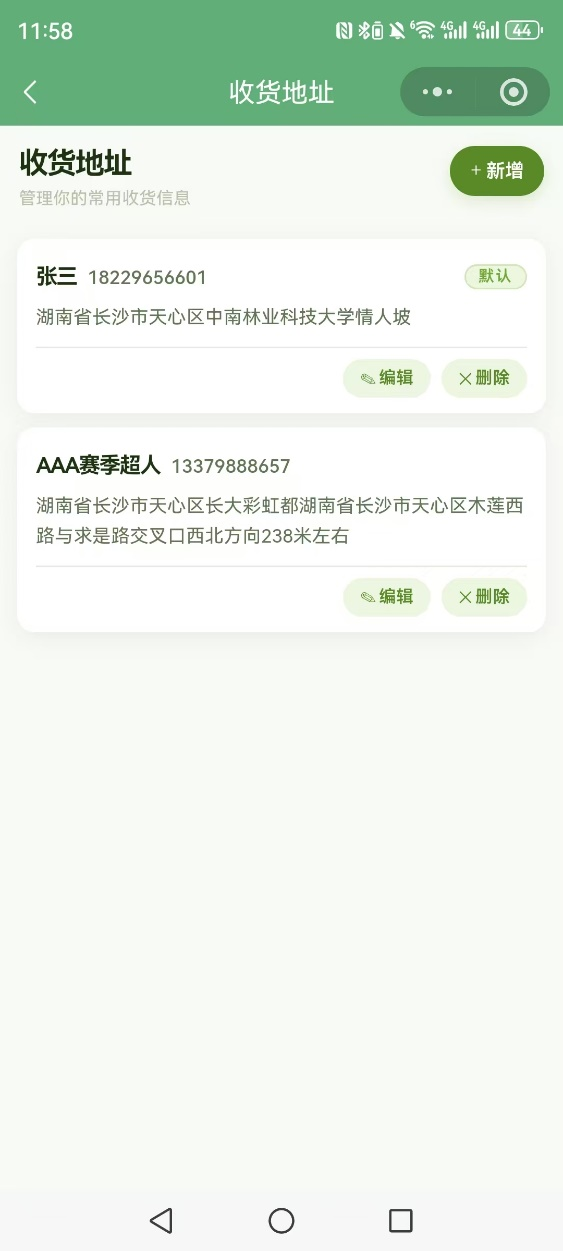 11:58
6 4G 4G 44
收货地址
收货地址
管理你的常用收货信息
+ 新增
张三 18229656601 默认
湖南省长沙市天心区中南林业科技大学情人坡
编辑 删除
AAA赛季超人 13379888657
湖南省长沙市天心区长大彩虹都湖南省长沙市天心区木莲西
路与求是路交叉口西北方向238米左右
编辑 删除